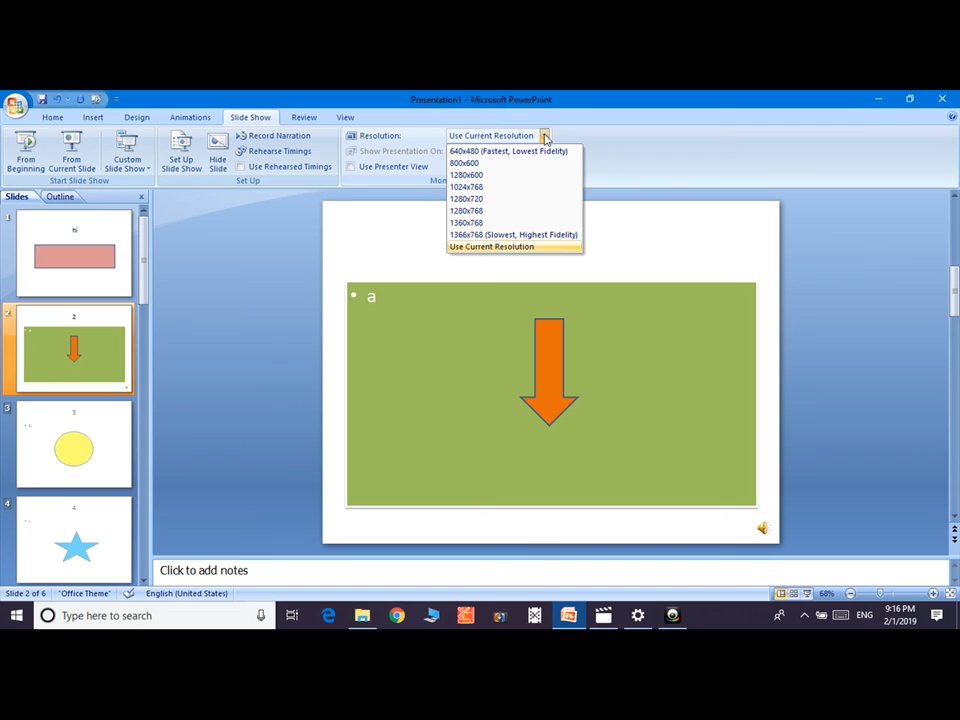 Presentation1 - Microsoft PowerPoint
Home Insert Design Animations Slide Show Review View
From Beginning
From Current Slide
Custom Slide Show
Start Slide Show
Set Up Slide Show
Hide Slide
Record Narration
Rehearse Timings
Use Rehearsed Timings
Set Up
Resolution:
Use Current Resolution
Show Presentation On:
Use Presenter View
Mon
640x480 (Fastest, Lowest Fidelity)
800x600
1280x600
1024x768
1280x720
1280x768
1360x768
1366x768 (Slowest, Highest Fidelity)
Use Current Resolution
Slides Outline
1
hi
2
2
3
3
4
4
• a
Click to add notes
Slide 2 of 6 "Office Theme" English (United States) 68%
Type here to search
ENG
9:16 PM
2/1/2019